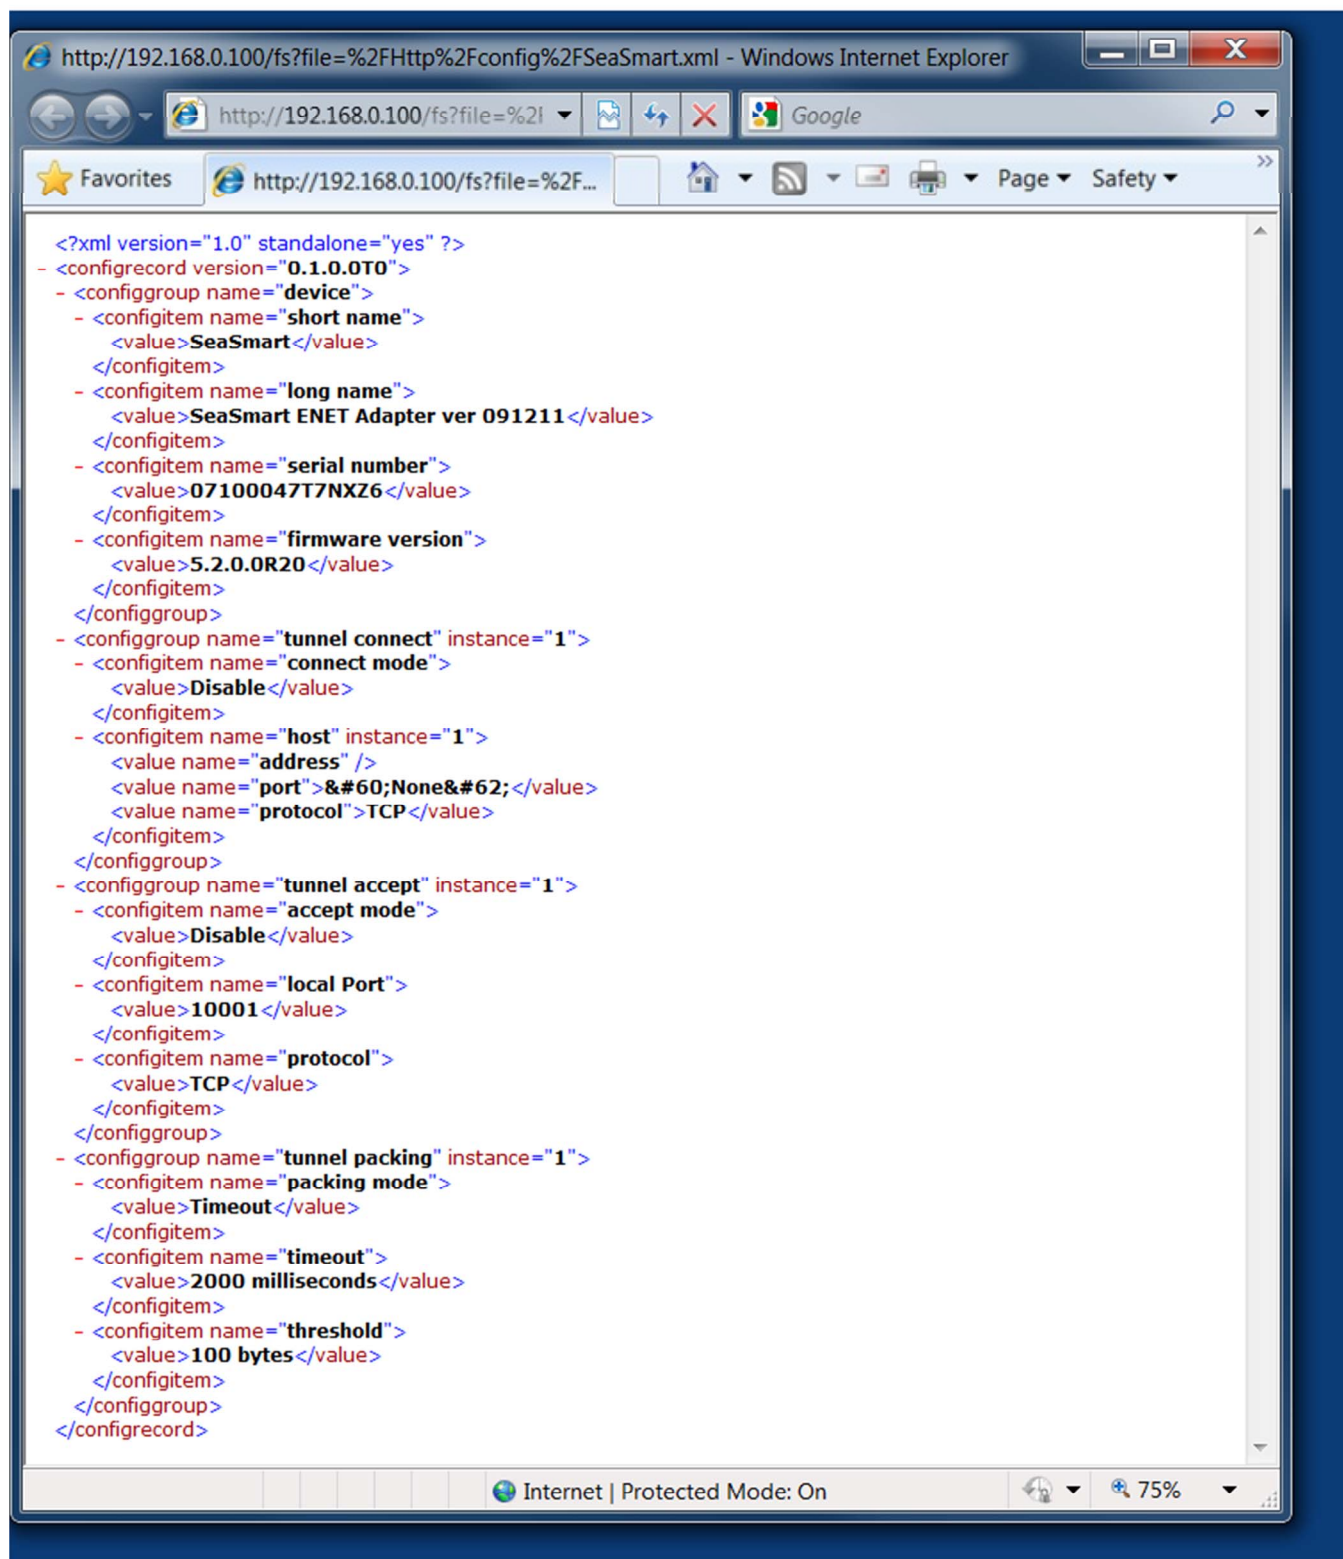 http://192.168.0.100/fs?file=%2FHttp%2Fconfig%2FSeaSmart.xml - Windows Internet Explorer
http://192.168.0.100/fs?file=%2
Google
Favorites http://192.168.0.100/fs?file=%2F... Page Safety »
<?xml version="1.0" standalone="yes" ?>
- <configrecord version="0.1.0.0T0">
- <configgroup name="device">
- <configitem name="short name">
<value>SeaSmart</value>
</configitem>
- <configitem name="long name">
<value>SeaSmart ENET Adapter ver 091211</value>
</configitem>
- <configitem name="serial number">
<value>07100047T7NXZ6</value>
</configitem>
- <configitem name="firmware version">
<value>5.2.0.0R20</value>
</configitem>
</configgroup>
- <configgroup name="tunnel connect" instance="1">
- <configitem name="connect mode">
<value>Disable</value>
</configitem>
- <configitem name="host" instance="1">
<value name="address" />
<value name="port">&#60;None&#62;</value>
<value name="protocol">TCP</value>
</configitem>
</configgroup>
- <configgroup name="tunnel accept" instance="1">
- <configitem name="accept mode">
<value>Disable</value>
</configitem>
- <configitem name="local Port">
<value>10001</value>
</configitem>
- <configitem name="protocol">
<value>TCP</value>
</configitem>
</configgroup>
- <configgroup name="tunnel packing" instance="1">
- <configitem name="packing mode">
<value>Timeout</value>
</configitem>
- <configitem name="timeout">
<value>2000 milliseconds</value>
</configitem>
- <configitem name="threshold">
<value>100 bytes</value>
</configitem>
</configgroup>
</configrecord>
Internet | Protected Mode: On 75%